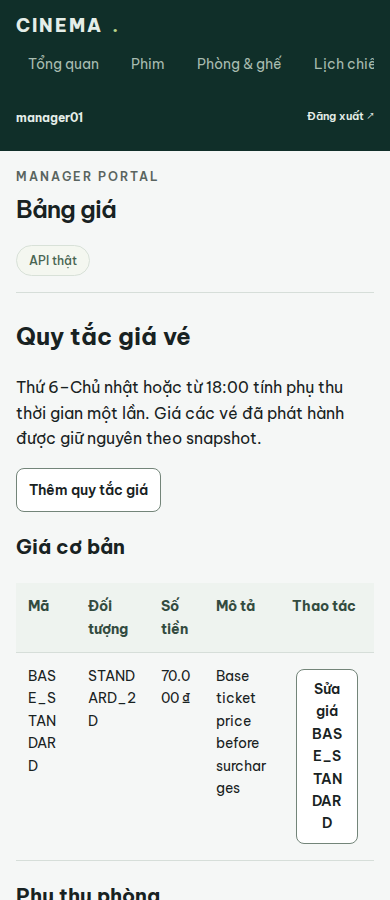 CINEMA .
Tổng quan Phim Phòng & ghế Lịch chiế
manager01 Đăng xuất ↗
MANAGER PORTAL
Bảng giá
API thật
Quy tắc giá vé
Thứ 6–Chủ nhật hoặc từ 18:00 tính phụ thu
thời gian một lần. Giá các vé đã phát hành
được giữ nguyên theo snapshot.
Thêm quy tắc giá
Giá cơ bản
Mã Đối Số Mô tả Thao tác
tượng tiền
BAS STAND 70.0 Base Sửa
E_S ARD_2 00 ₫ ticket giá
TAN D price BAS
DAR before E_S
D surchar TAN
ges DAR
D
Phụ thu phòng